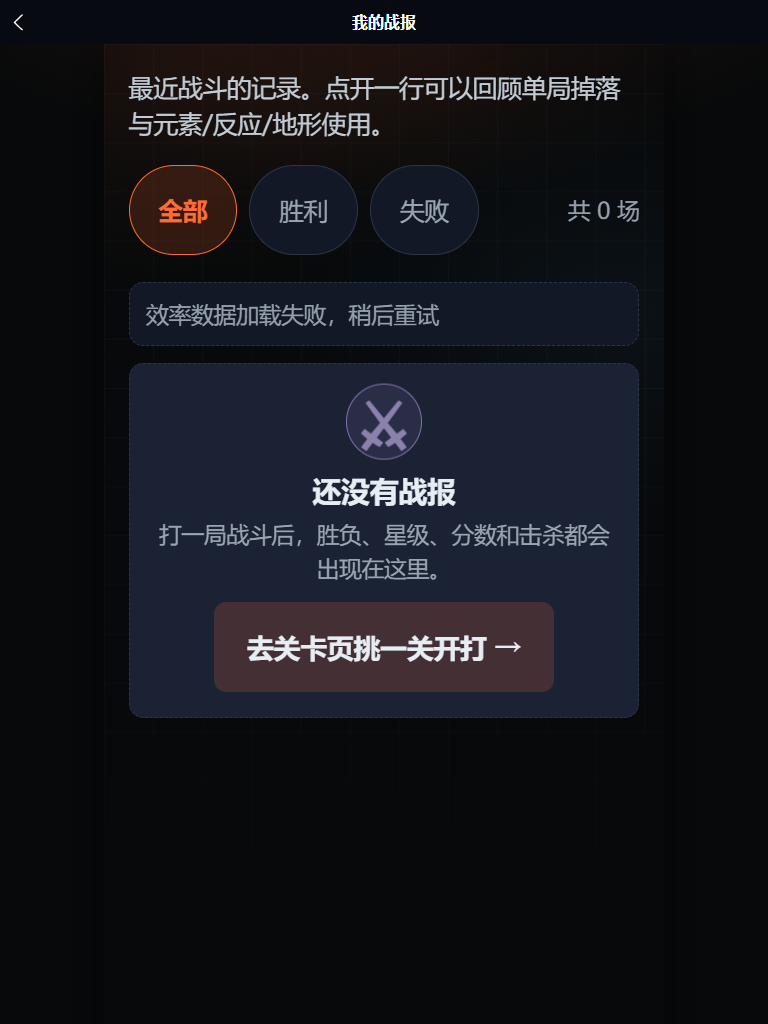 我的战报
最近战斗的记录。点开一行可以回顾单局掉落
与元素/反应/地形使用。
全部 胜利 失败 共 0 场
效率数据加载失败，稍后重试
还没有战报
打一局战斗后，胜负、星级、分数和击杀都会
出现在这里。
去关卡页挑一关开打 →